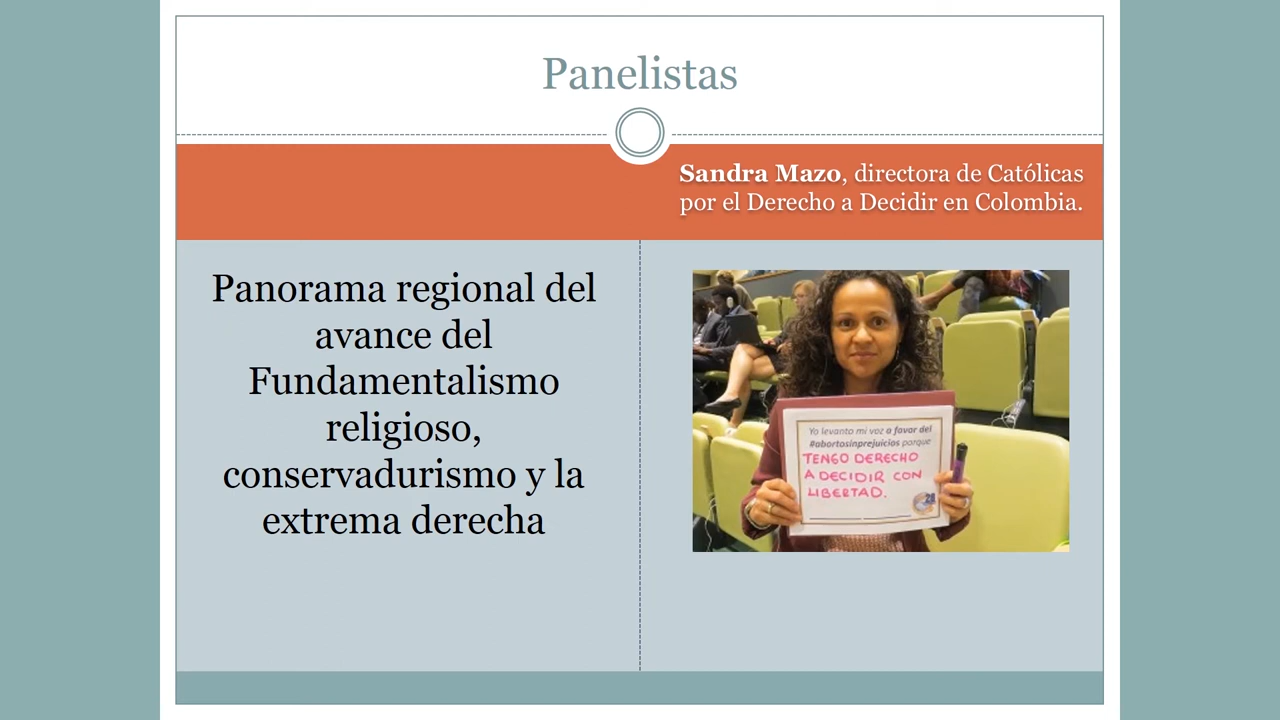 Panelistas
Sandra Mazo, directora de Católicas
por el Derecho a Decidir en Colombia.
Panorama regional del
avance del
Fundamentalismo
religioso,
conservadurismo y la
extrema derecha
Yo levanto mi voz a favor del
#abortosinprejuicios porque
TENGO DERECHO
A DECIDIR CON
LIBERTAD.
28